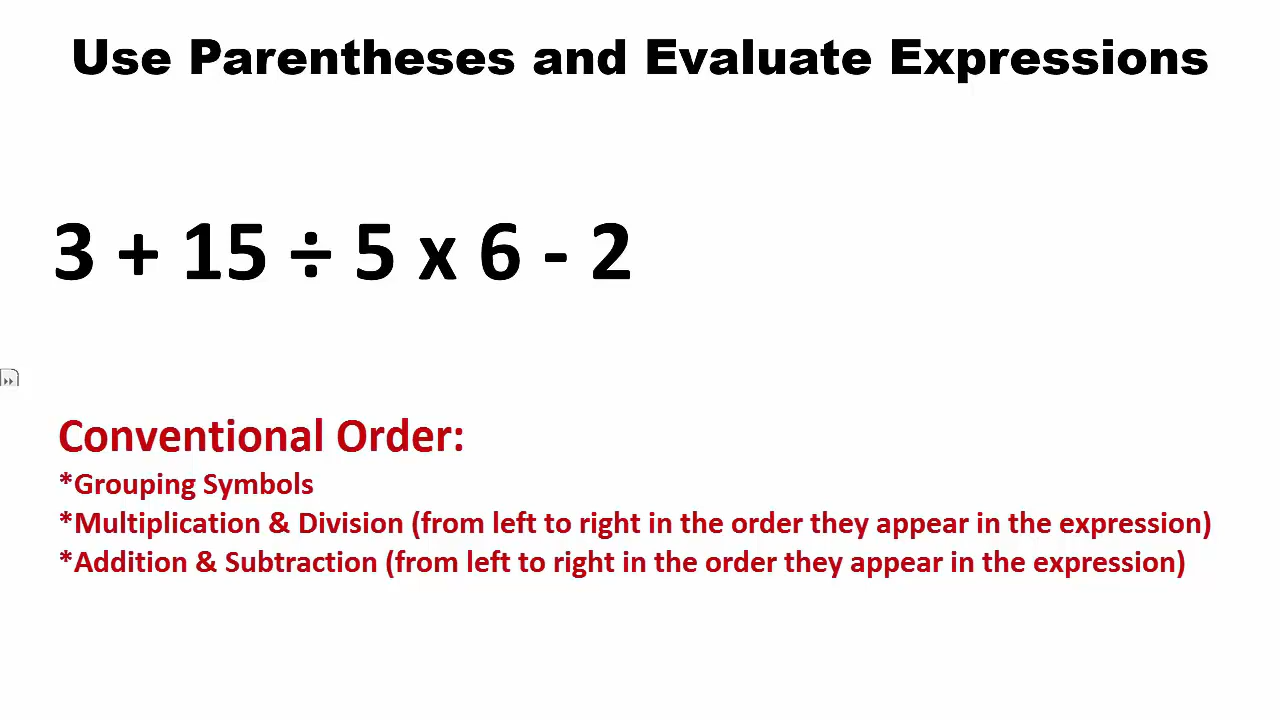 Use Parentheses and Evaluate Expressions
3 + 15 ÷ 5 x 6 - 2
Conventional Order:
*Grouping Symbols
*Multiplication & Division (from left to right in the order they appear in the expression)
*Addition & Subtraction (from left to right in the order they appear in the expression)